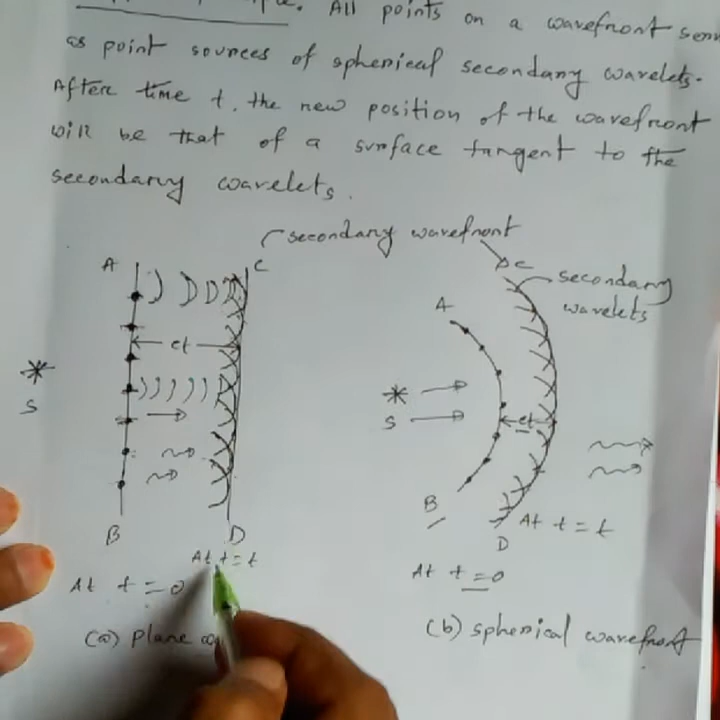 All points on a wavefront
as point sources of spherical secondary wavelets.
After time t, the new position of the wavefront
will be that of a surface tangent to the
secondary wavelets.
secondary wavefront
A
C
C
secondary
wavelets
A
ct
S
S
ct
B
B
D
At t = t
D
At t = t
At t = 0
At t = 0
(a) plane
(b) spherical wavefront